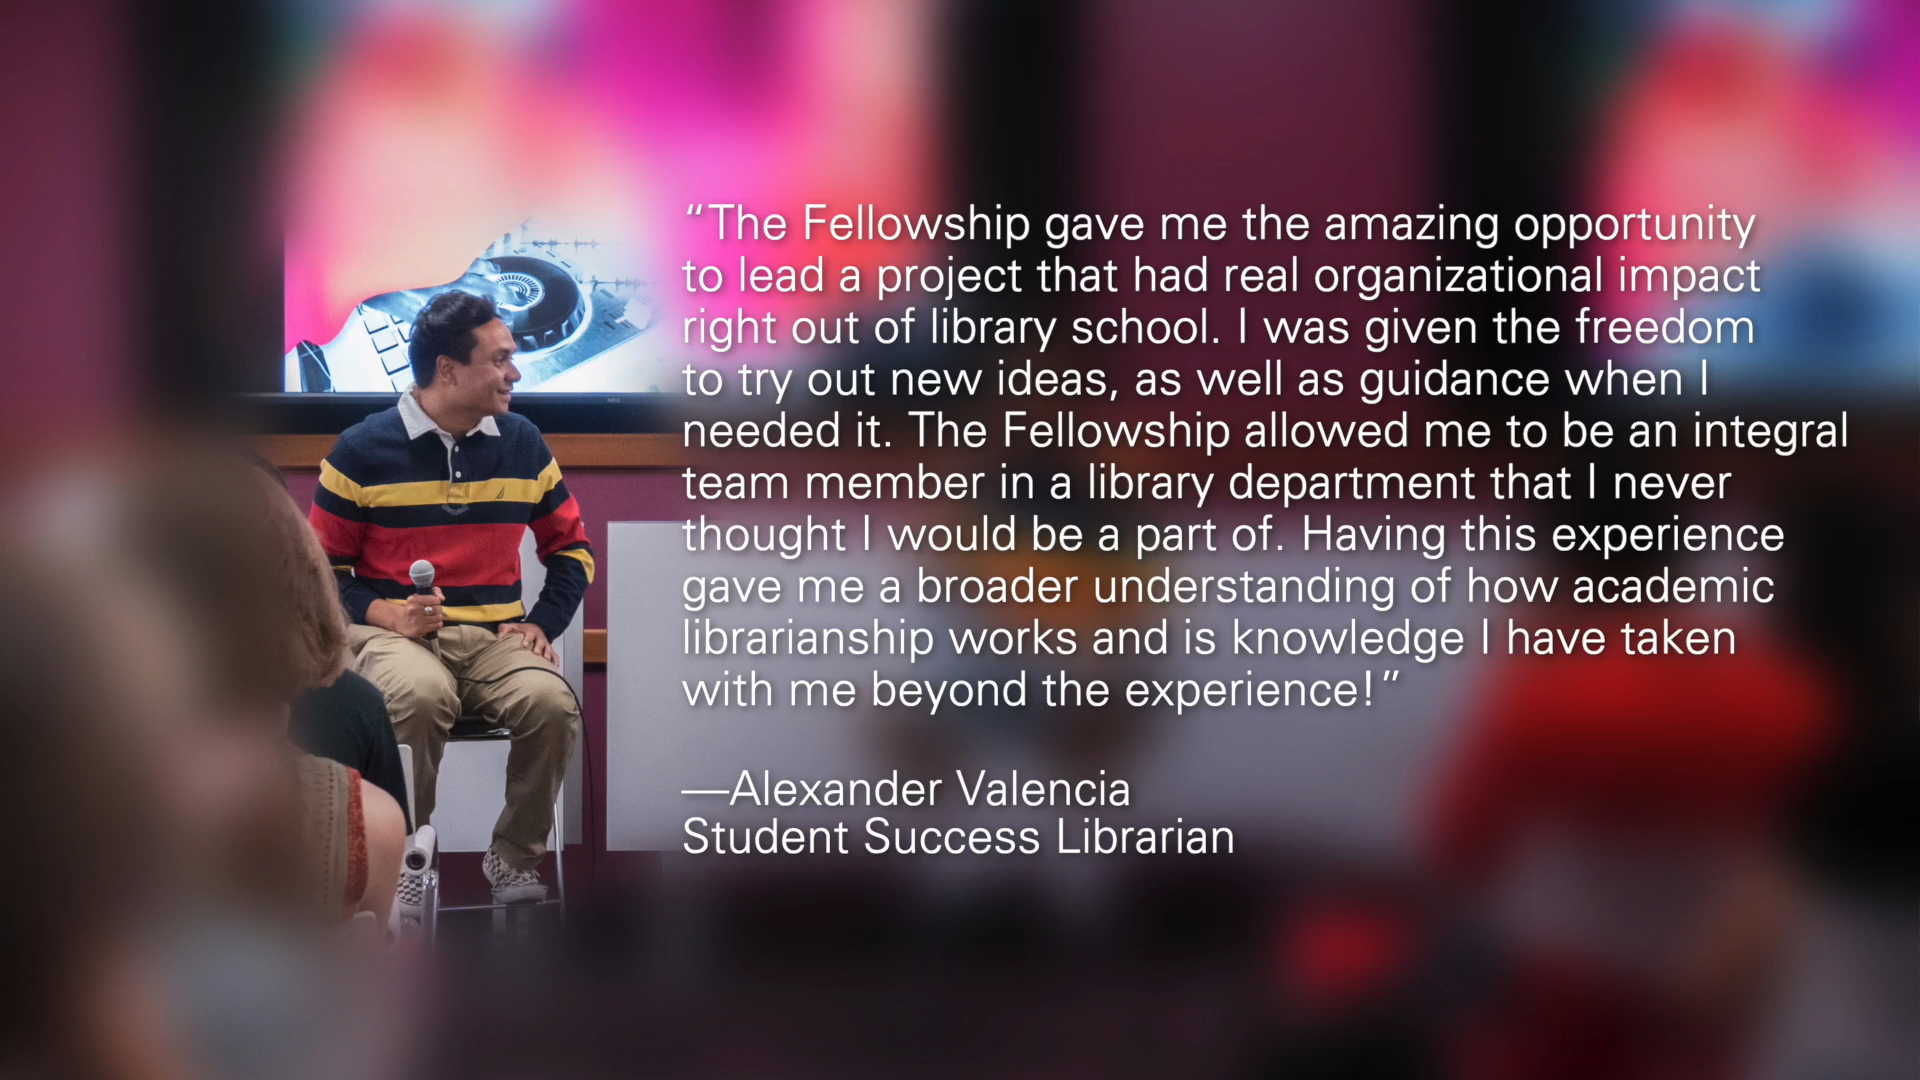 “The Fellowship gave me the amazing opportunity
to lead a project that had real organizational impact
right out of library school. I was given the freedom
to try out new ideas, as well as guidance when I
needed it. The Fellowship allowed me to be an integral
team member in a library department that I never
thought I would be a part of. Having this experience
gave me a broader understanding of how academic
librarianship works and is knowledge I have taken
with me beyond the experience!”
—Alexander Valencia
Student Success Librarian
NEC